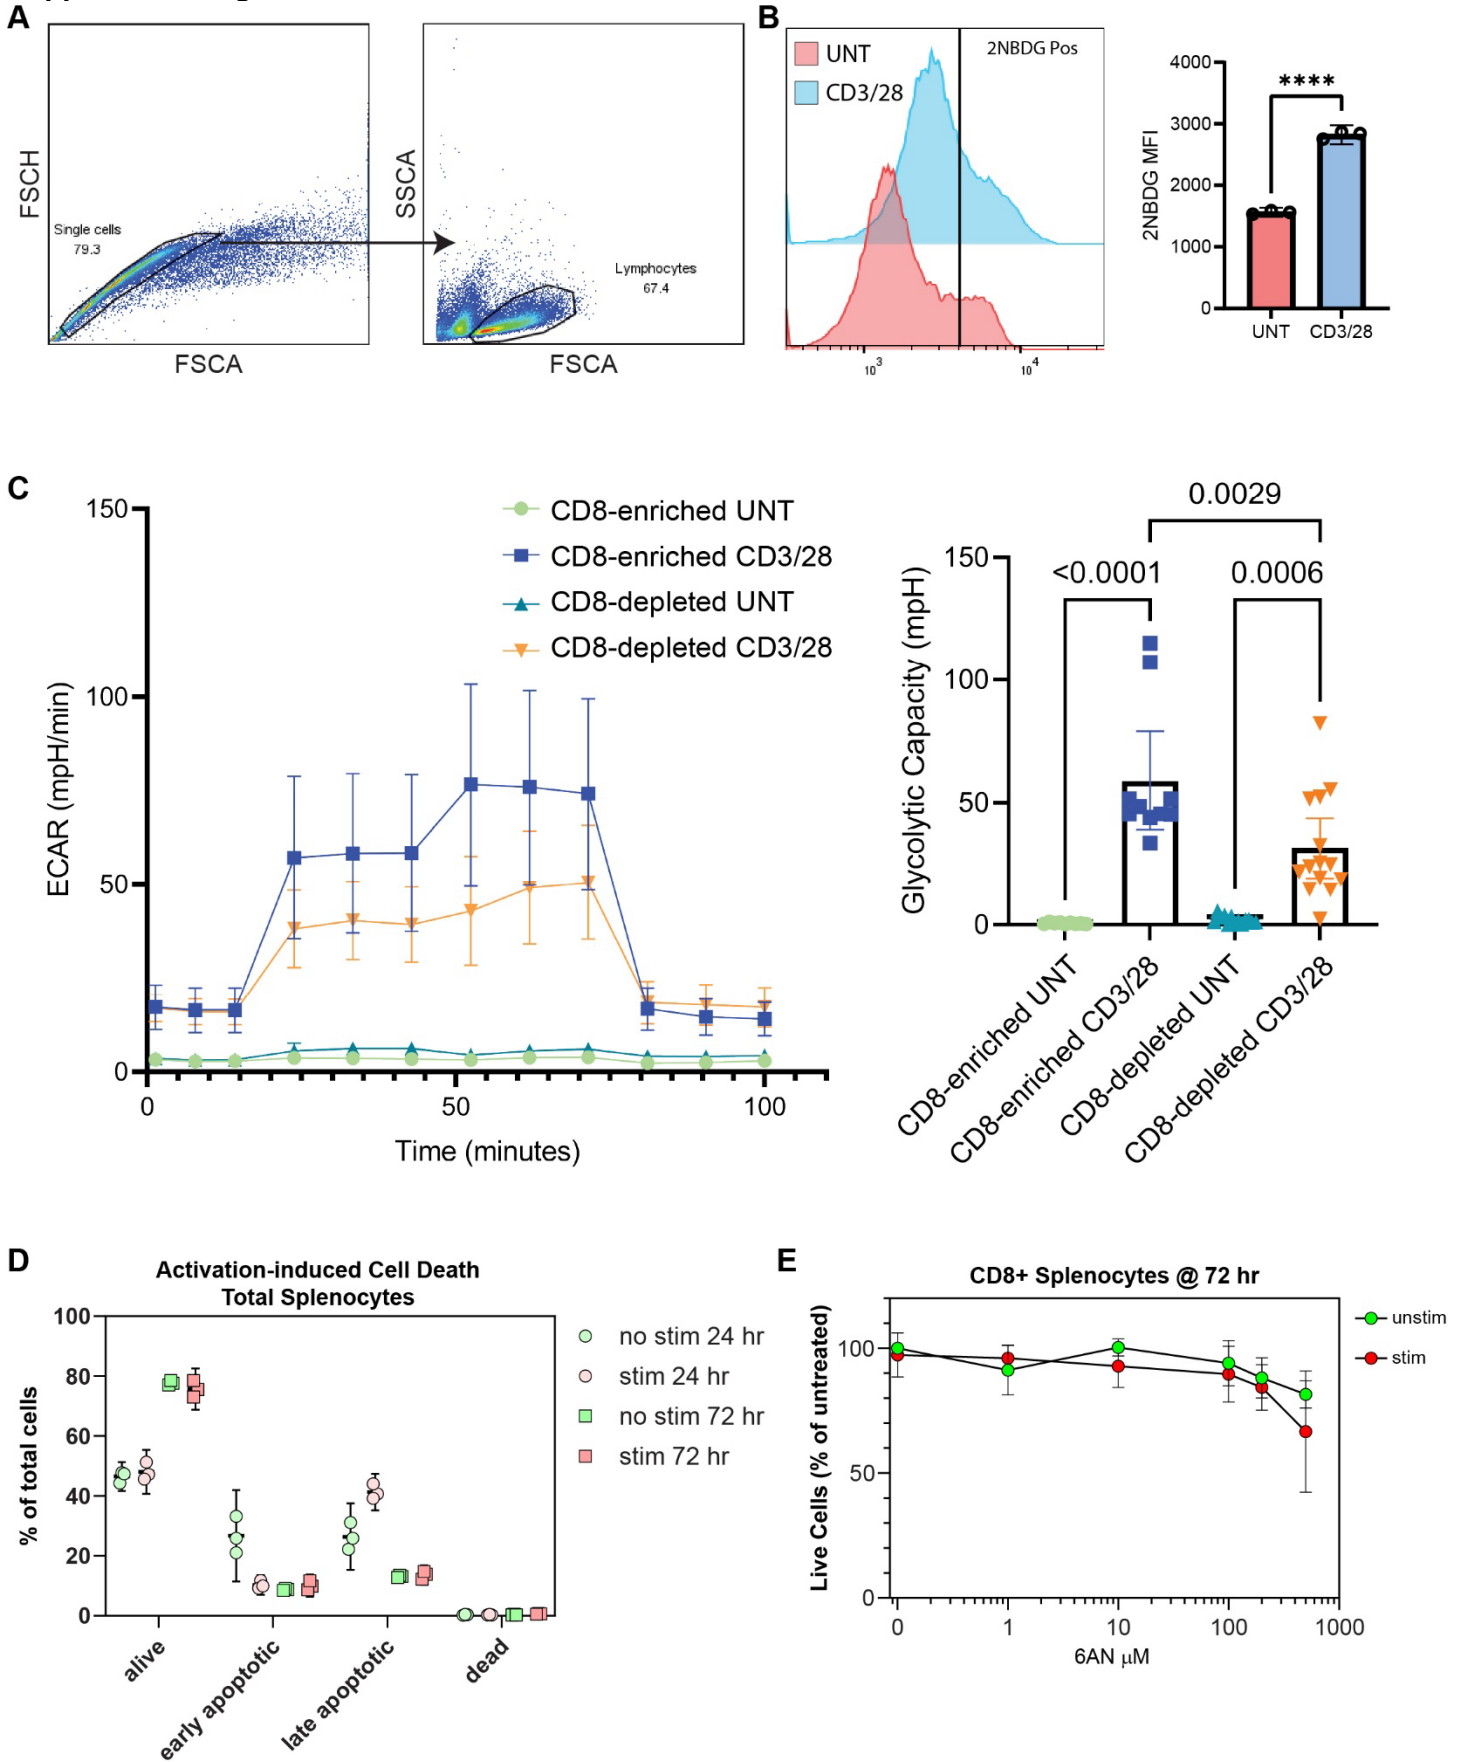 A
FSCH
Single cells
79.3
FSCA
SSCA
Lymphocytes
67.4
FSCA
B
UNT
CD3/28
2NBDG Pos
10³
10⁴
2NBDG MFI
4000
3000
2000
1000
0
****
UNT
CD3/28
C
150
100
50
0
ECAR (mpH/min)
0
50
100
Time (minutes)
CD8-enriched UNT
CD8-enriched CD3/28
CD8-depleted UNT
CD8-depleted CD3/28
Glycolytic Capacity (mpH)
150
100
50
0
0.0029
<0.0001
0.0006
CD8-enriched UNT
CD8-enriched CD3/28
CD8-depleted UNT
CD8-depleted CD3/28
D
Activation-induced Cell Death
Total Splenocytes
% of total cells
100
80
60
40
20
0
alive
early apoptotic
late apoptotic
dead
no stim 24 hr
stim 24 hr
no stim 72 hr
stim 72 hr
E
CD8+ Splenocytes @ 72 hr
Live Cells (% of untreated)
100
50
0
0
1
10
100
1000
6AN μM
unstim
stim